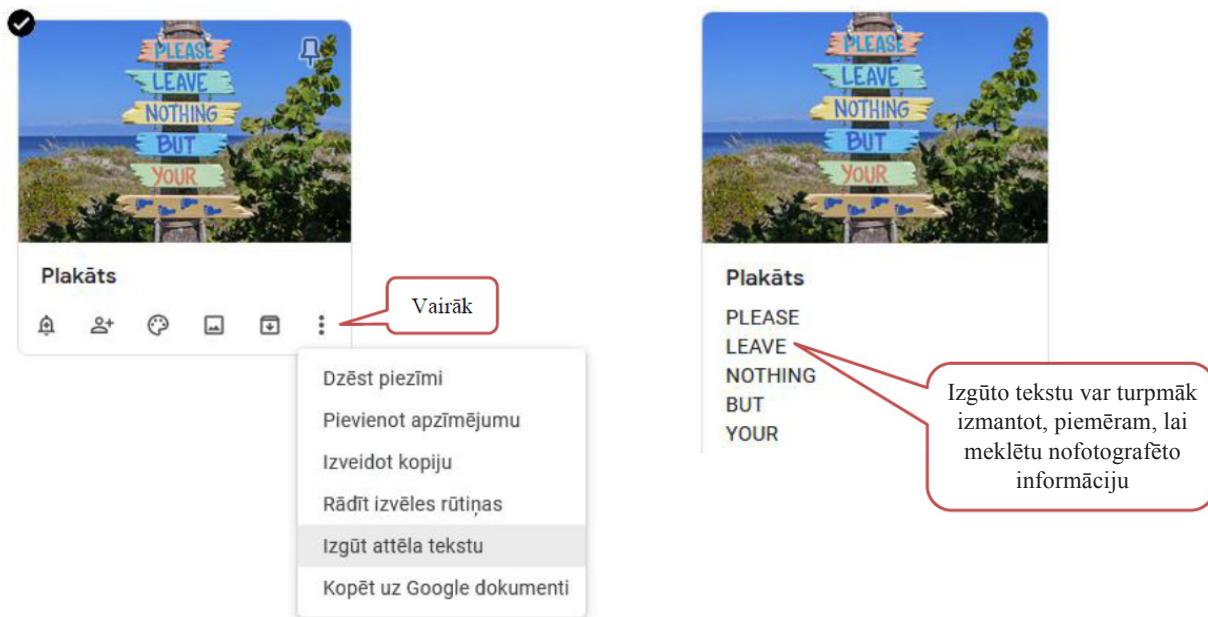 PLEASE
LEAVE
NOTHING
BUT
YOUR
Plakāts
Vairāk
Dzēst piezīmi
Pievienot apzīmējumu
Izveidot kopiju
Rādīt izvēles rūtiņas
Izgūt attēla tekstu
Kopēt uz Google dokumenti
PLEASE
LEAVE
NOTHING
BUT
YOUR
Plakāts
PLEASE
LEAVE
NOTHING
BUT
YOUR
Izgūto tekstu var turpmāk
izmantot, piemēram, lai
meklētu nofotografēto
informāciju